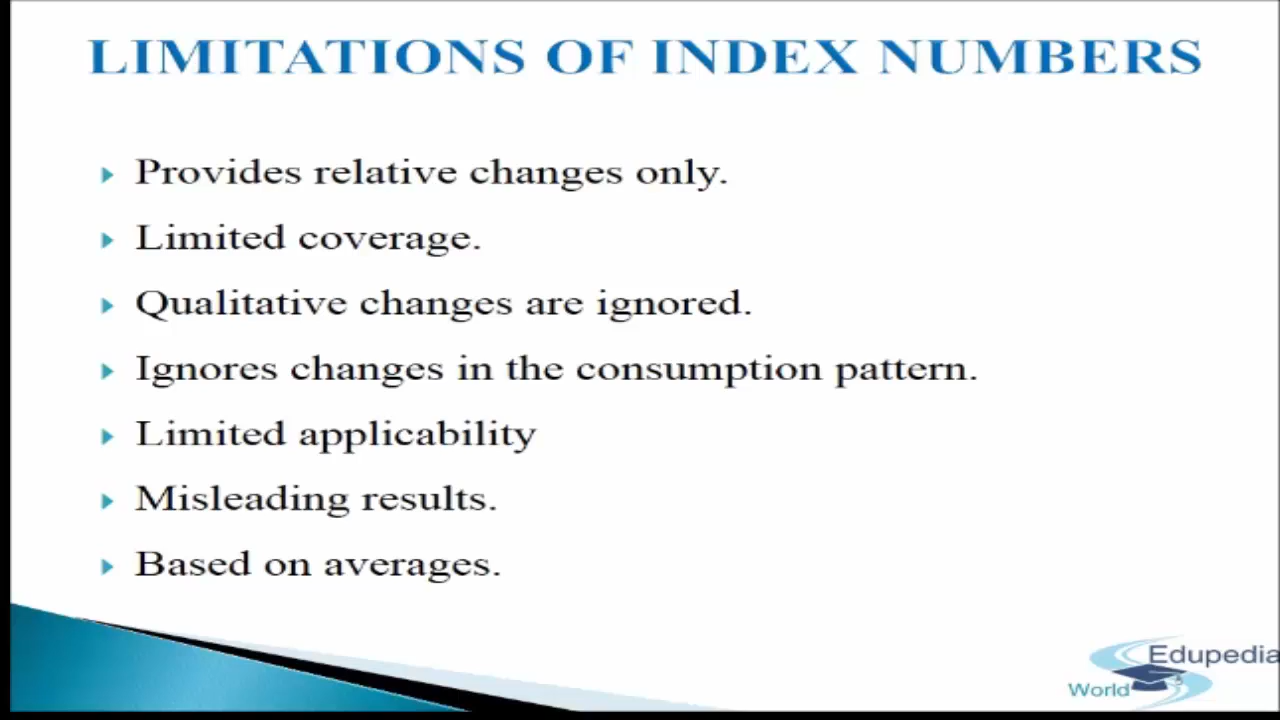 LIMITATIONS OF INDEX NUMBERS
Provides relative changes only.
Limited coverage.
Qualitative changes are ignored.
Ignores changes in the consumption pattern.
Limited applicability
Misleading results.
Based on averages.
Edupedia
World